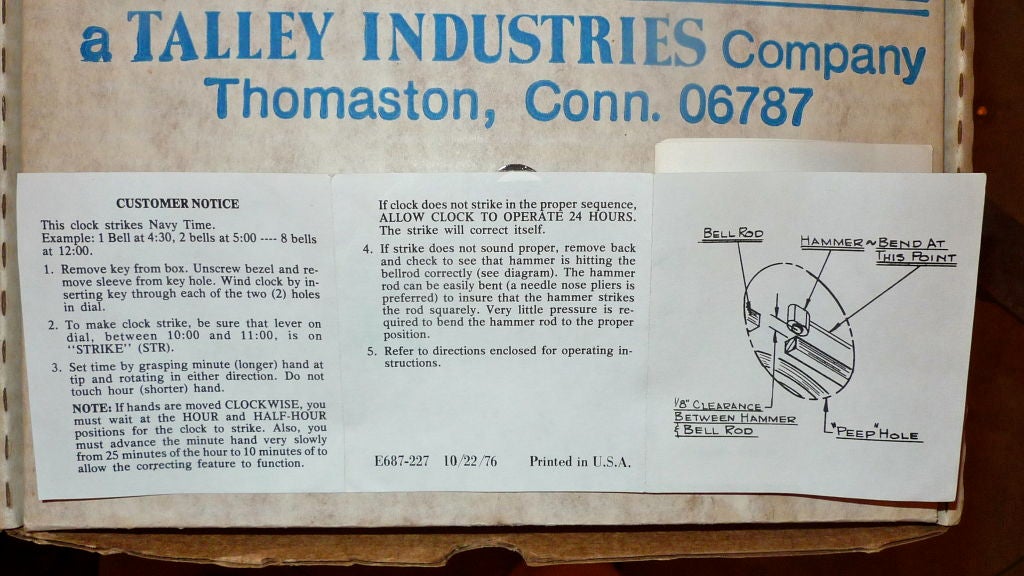 a TALLEY INDUSTRIES Company
Thomaston, Conn. 06787
CUSTOMER NOTICE
This clock strikes Navy Time.
Example: 1 Bell at 4:30, 2 bells at 5:00 ---- 8 bells
at 12:00.
1. Remove key from box. Unscrew bezel and re-
move sleeve from key hole. Wind clock by in-
serting key through each of the two (2) holes
in dial.
2. To make clock strike, be sure that lever on
dial, between 10:00 and 11:00, is on
"STRIKE" (STR).
3. Set time by grasping minute (longer) hand at
tip and rotating in either direction. Do not
touch hour (shorter) hand.
NOTE: If hands are moved CLOCKWISE, you
must wait at the HOUR and HALF-HOUR
positions for the clock to strike. Also, you
must advance the minute hand very slowly
from 25 minutes of the hour to 10 minutes of to
allow the correcting feature to function.
If clock does not strike in the proper sequence,
ALLOW CLOCK TO OPERATE 24 HOURS.
The strike will correct itself.
4. If strike does not sound proper, remove back
and check to see that hammer is hitting the
bellrod correctly (see diagram). The hammer
rod can be easily bent (a needle nose pliers is
preferred) to insure that the hammer strikes
the rod squarely. Very little pressure is re-
quired to bend the hammer rod to the proper
position.
5. Refer to directions enclosed for operating in-
structions.
E687-227 10/22/76 Printed in U.S.A.
BELL ROD
HAMMER ~ BEND AT
THIS POINT
1/8" CLEARANCE
BETWEEN HAMMER
& BELL ROD
"PEEP" HOLE